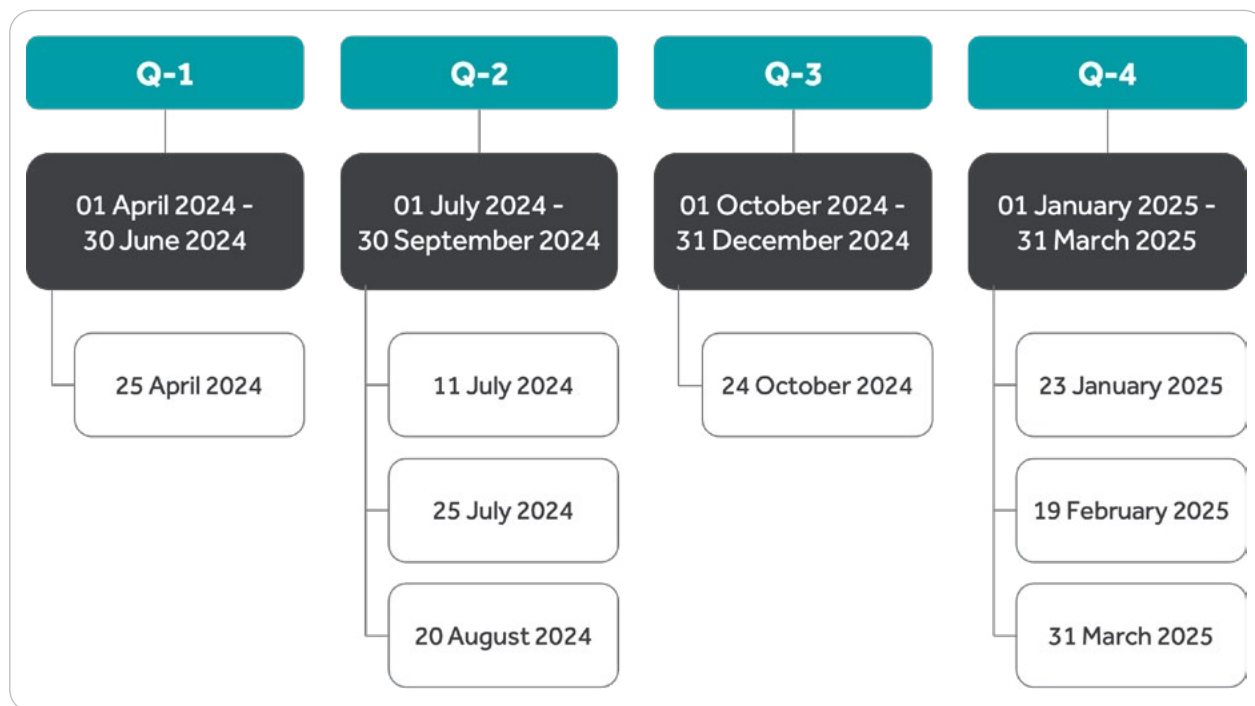 Q-1
01 April 2024 -
30 June 2024
25 April 2024
Q-2
01 July 2024 -
30 September 2024
11 July 2024
25 July 2024
20 August 2024
Q-3
01 October 2024 -
31 December 2024
24 October 2024
Q-4
01 January 2025 -
31 March 2025
23 January 2025
19 February 2025
31 March 2025